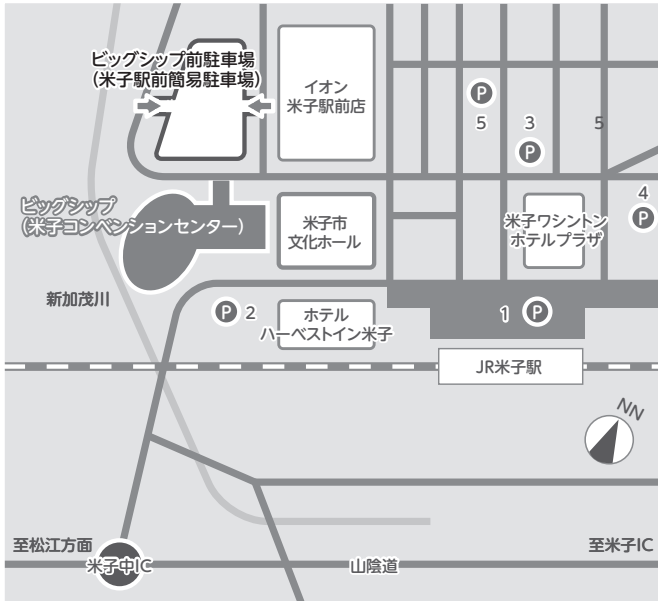 ビッグシップ前駐車場
(米子駅前簡易駐車場)
イオン
米子駅前店
P
5
3
5
P
4
P
ビッグシップ
(米子コンベンションセンター)
米子市
文化ホール
米子ワシントン
ホテルプラザ
新加茂川
P 2
ホテル
ハーベストイン米子
1 P
JR米子駅
NN
至松江方面
米子中IC
山陰道
至米子IC